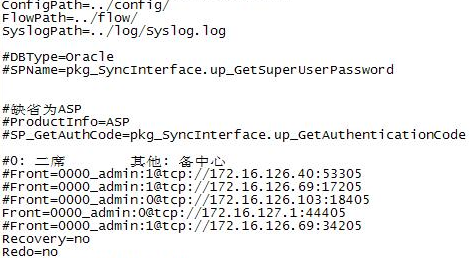 ConfigPath=../config/
FlowPath=../flow/
SyslogPath=../log/Syslog.log
#DBType=Oracle
#SPName=pkg_SyncInterface.up_GetSuperUserPassword
#缺省为ASP
#ProductInfo=ASP
#SP_GetAuthCode=pkg_SyncInterface.up_GetAuthenticationCode
#0: 二席 其他: 备中心
#Front=0000_admin:1@tcp://172.16.126.40:53305
#Front=0000_admin:1@tcp://172.16.126.69:17205
#Front=0000_admin:0@tcp://172.16.126.103:18405
Front=0000_admin:0@tcp://172.16.127.1:44405
#Front=0000_admin:1@tcp://172.16.126.69:34205
Recovery=no
Redo=no